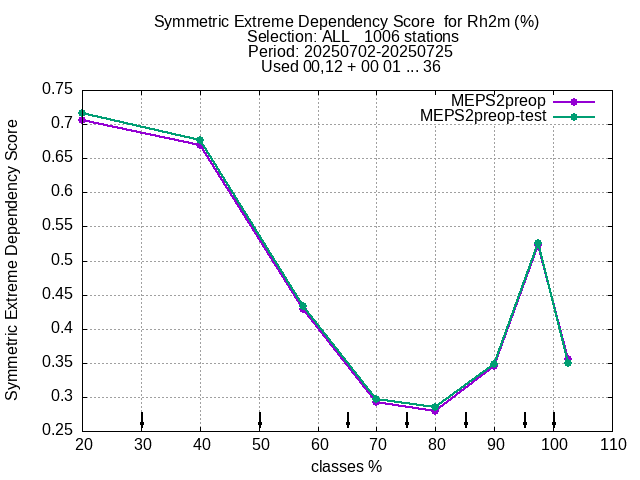 Symmetric Extreme Dependency Score for Rh2m (%)
Selection: ALL 1006 stations
Period: 20250702-20250725
Used 00,12 + 00 01 ... 36
MEPS2preop
MEPS2preop-test
Symmetric Extreme Dependency Score
0.75
0.7
0.65
0.6
0.55
0.5
0.45
0.4
0.35
0.3
0.25
20 30 40 50 60 70 80 90 100 110
classes %